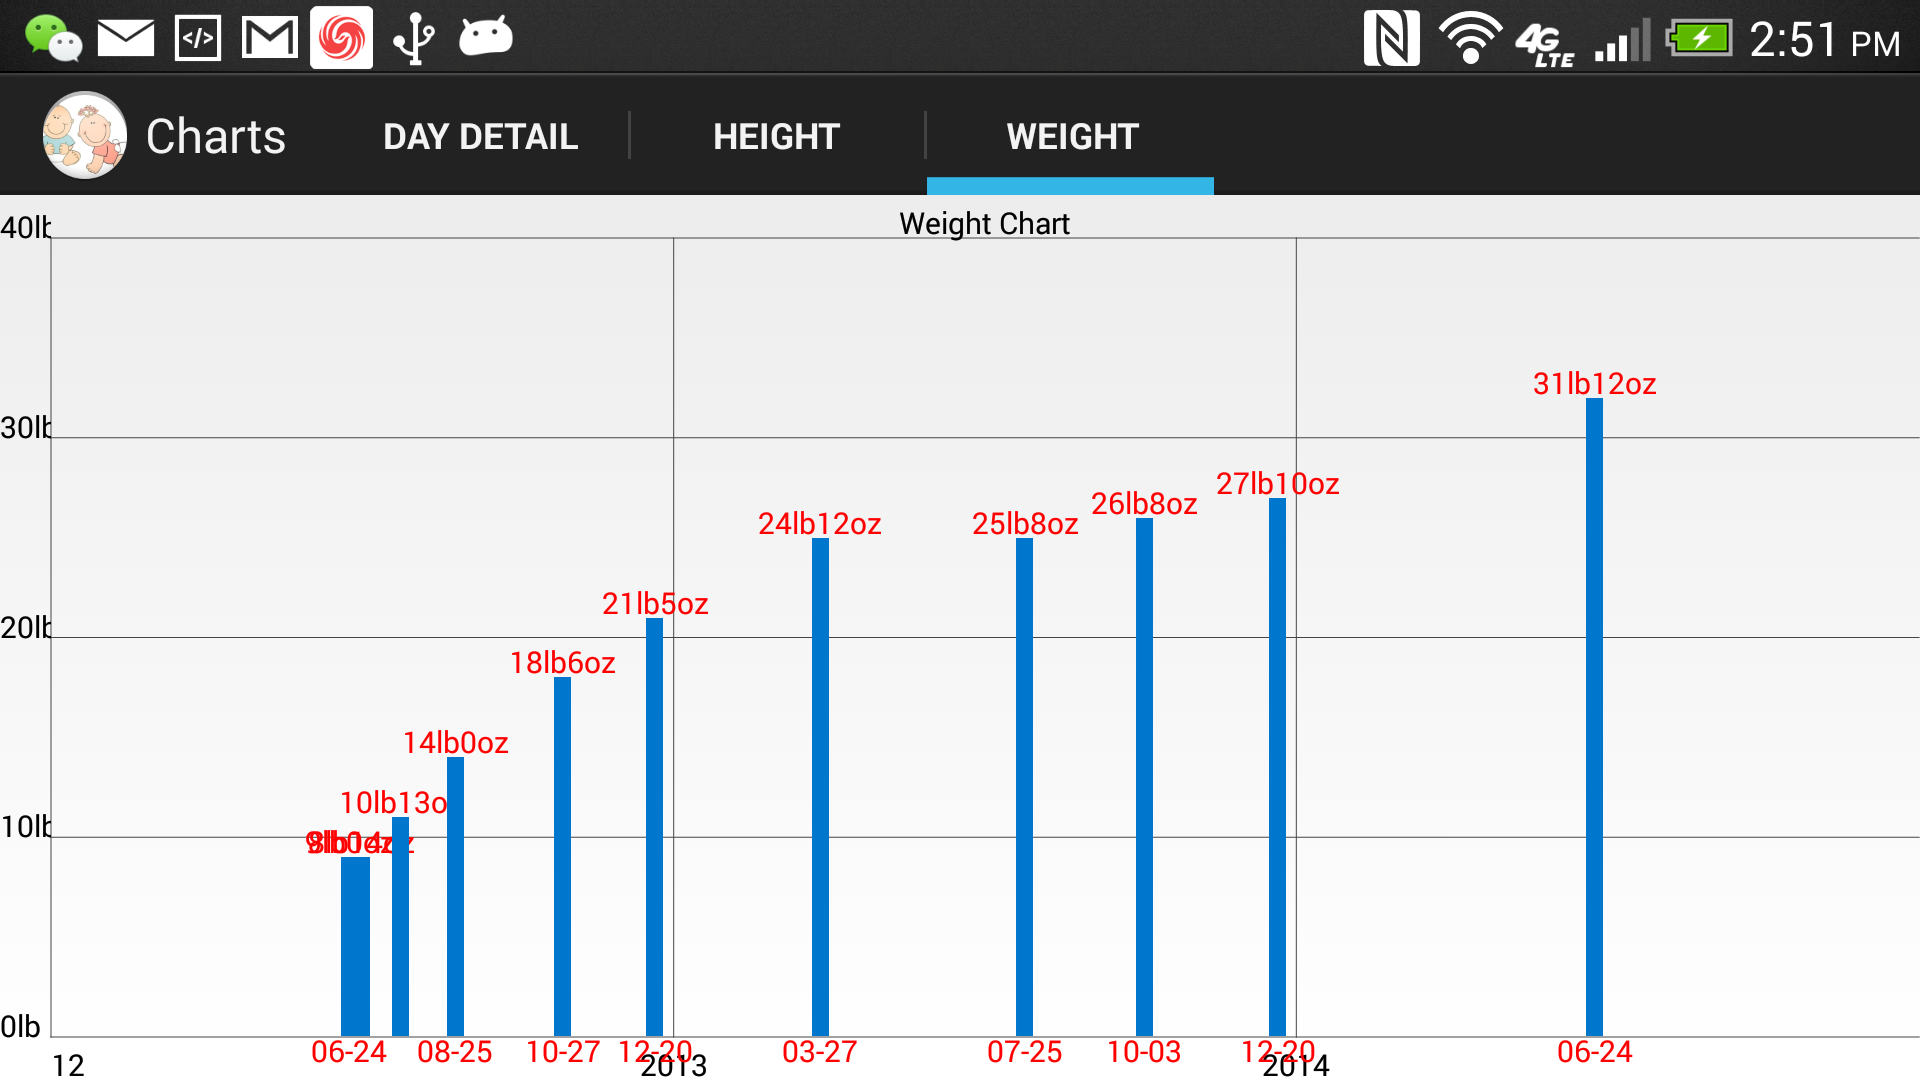 2:51 PM
4G LTE
Charts
DAY DETAIL
HEIGHT
WEIGHT
Weight Chart
40lb
30lb
20lb
10lb
0lb
31lb12oz
27lb10oz
26lb8oz
25lb8oz
24lb12oz
21lb5oz
18lb6oz
14lb0oz
10lb13o
06-24
08-25
10-27
12-20
03-27
07-25
10-03
12-20
06-24
12
2013
2014